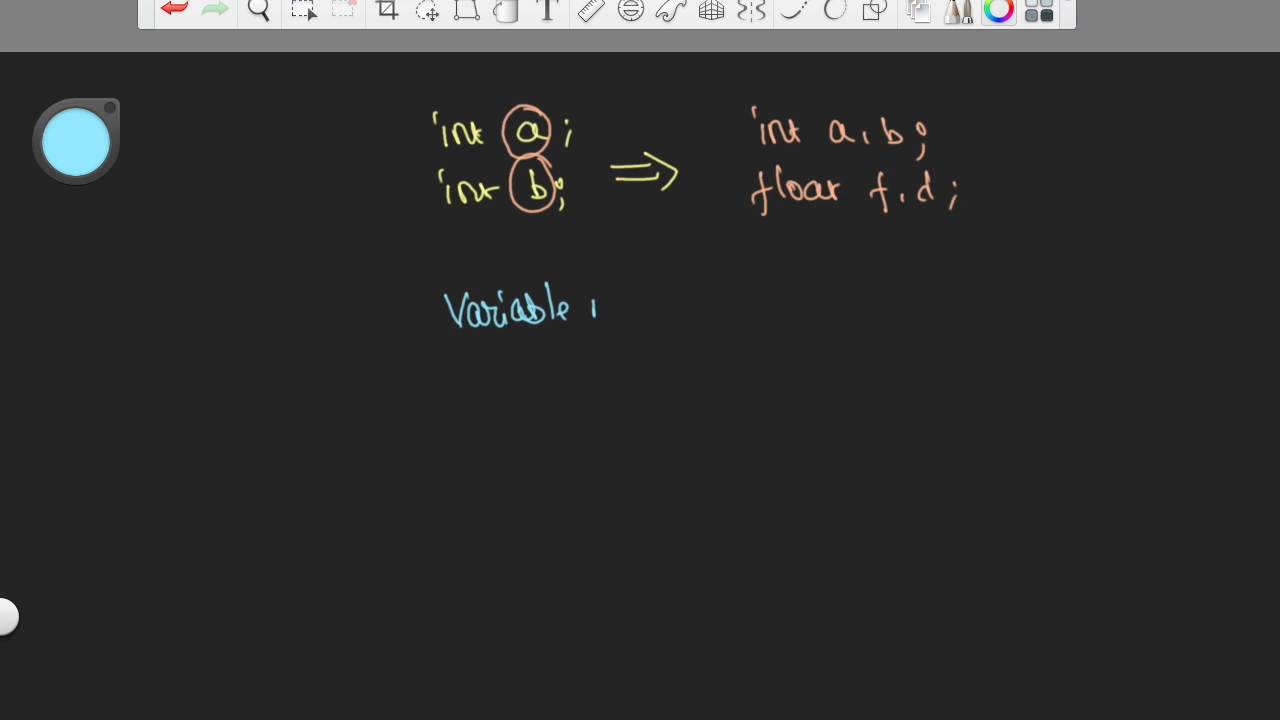 int a;
int b;
⇒
int a, b;
float f, d;
Variable